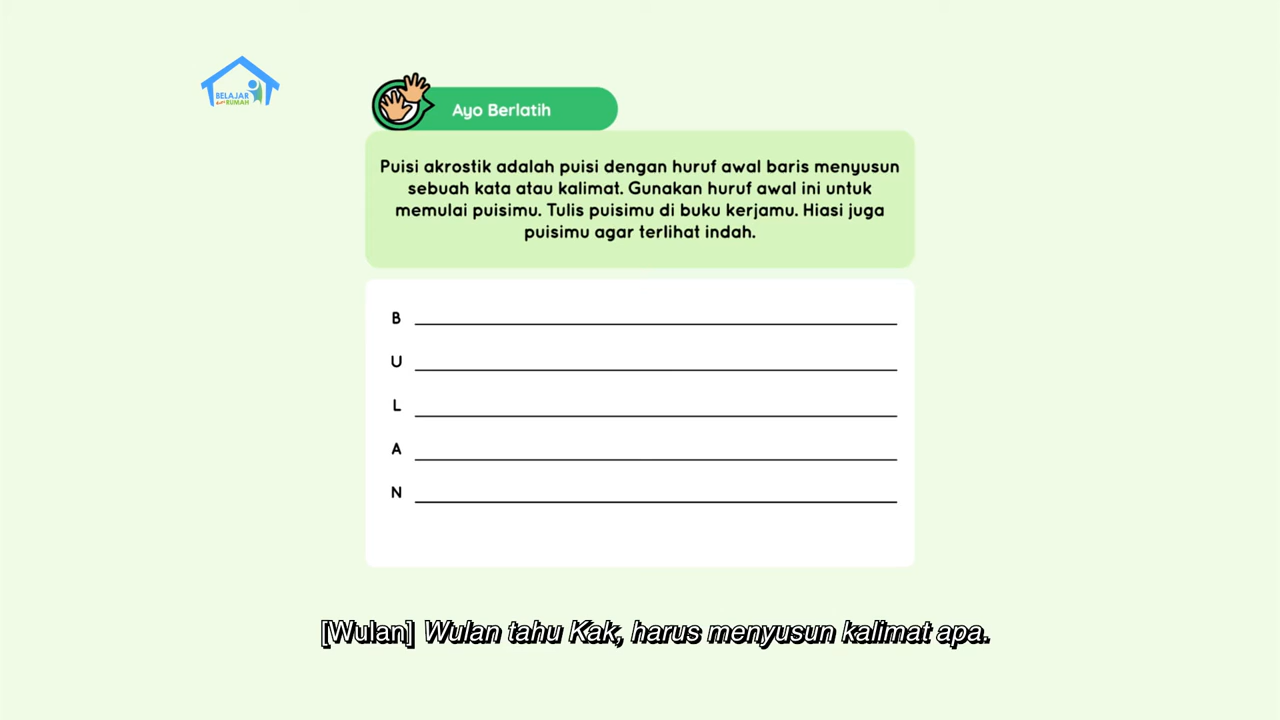 BELAJAR
dari RUMAH
Ayo Berlatih
Puisi akrostik adalah puisi dengan huruf awal baris menyusun
sebuah kata atau kalimat. Gunakan huruf awal ini untuk
memulai puisimu. Tulis puisimu di buku kerjamu. Hiasi juga
puisimu agar terlihat indah.
B
U
L
A
N
[Wulan] Wulan tahu Kak, harus menyusun kalimat apa.